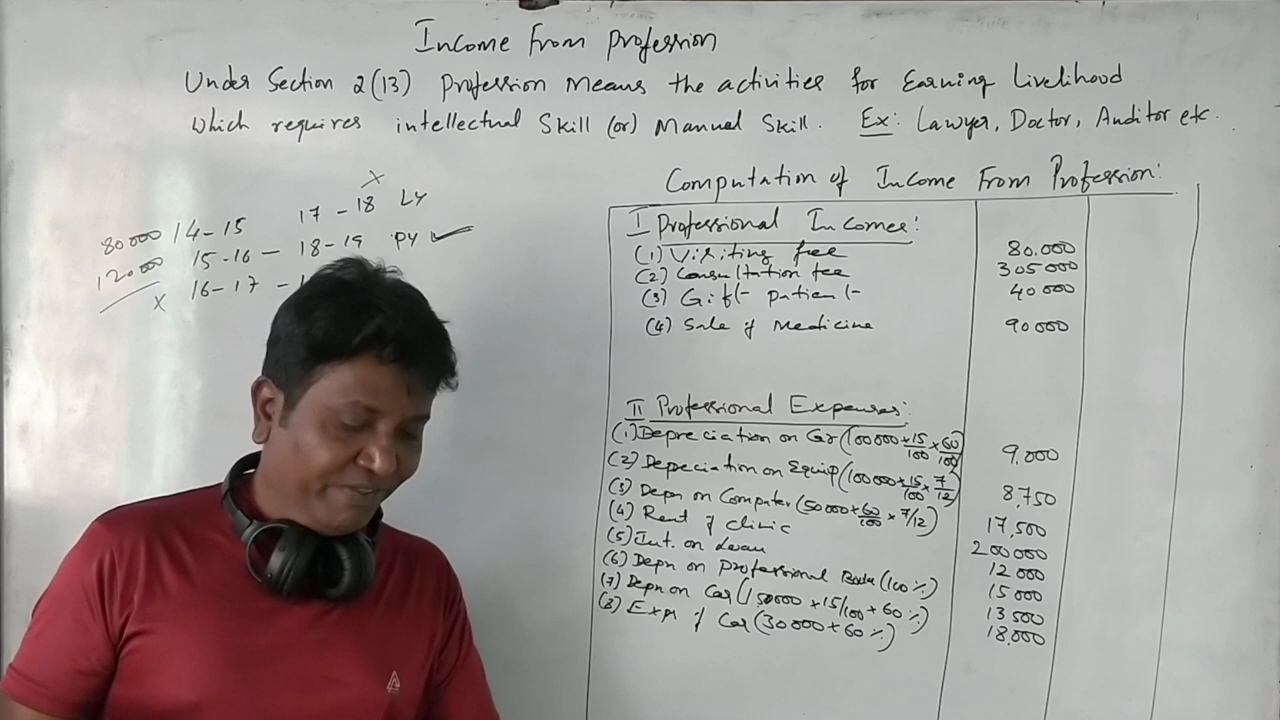 Income From Profession
Under Section 2(13) Profession Means the activities for Earning Livelihood
Which requires intellectual Skill (or) Manual Skill. Ex: Lawyer, Doctor, Auditor etc.
X
80000 14-15 17-18 LY
12000 15-16 - 18-19 PY ✓
X 16-17 -
Computation of Income From Profession:
I Professional Incomes:
(1) Visiting fee 80,000
(2) Consultation fee 305000
(3) Gift- patient- 40000
(4) Sale of Medicine 90000
II Professional Expenses:
(1) Depreciation on Car (100000 × 15/100 × 60/100) 9,000
(2) Depeciation on Equip (100000 × 15/100 × 7/12) 8,750
(3) Depn on Computer (50000 × 60/100 × 7/12) 17,500
(4) Rent of clinic 200000
(5) Int. on Loan 12000
(6) Depn on Professional Books (100%) 15000
(7) Depn on Car (150000 × 15/100 × 60%) 13500
(8) Exps of Car (30000 × 60%) 18,000